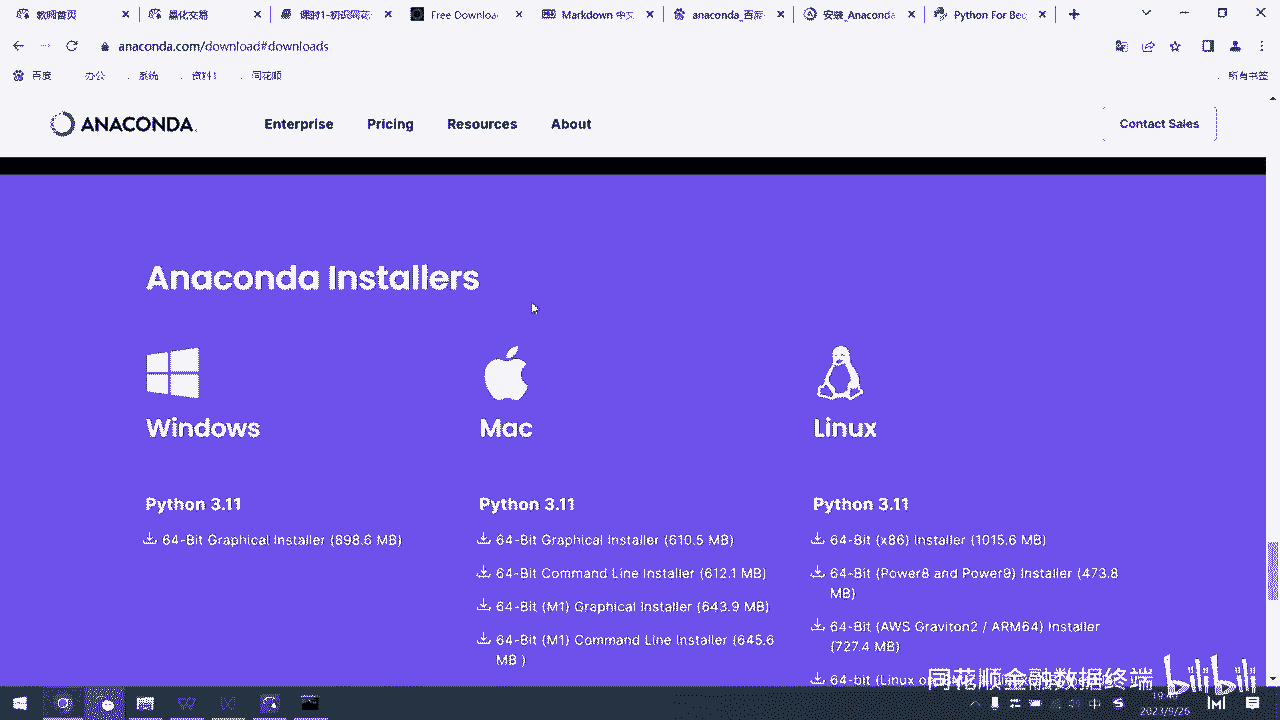 教师首页
量化交易
课时1-初识同花
Free Downloa
Markdown 中文
anaconda_百度
安装_Anaconda
Python For Beg
anaconda.com/download#downloads
百度
办公
系统
资料1
同花顺
所有书签
ANACONDA.
Enterprise
Pricing
Resources
About
Contact Sales
Anaconda Installers
Windows
Mac
Linux
Python 3.11
Python 3.11
Python 3.11
64-Bit Graphical Installer (898.6 MB)
64-Bit Graphical Installer (610.5 MB)
64-Bit Command Line Installer (612.1 MB)
64-Bit (M1) Graphical Installer (643.9 MB)
64-Bit (M1) Command Line Installer (645.6
MB )
64-Bit (x86) Installer (1015.6 MB)
64-Bit (Power8 and Power9) Installer (473.8
MB)
64-Bit (AWS Graviton2 / ARM64) Installer
(727.4 MB)
64-bit (Linux o
同花顺金融数据终端
bilibili
中
2023/9/26